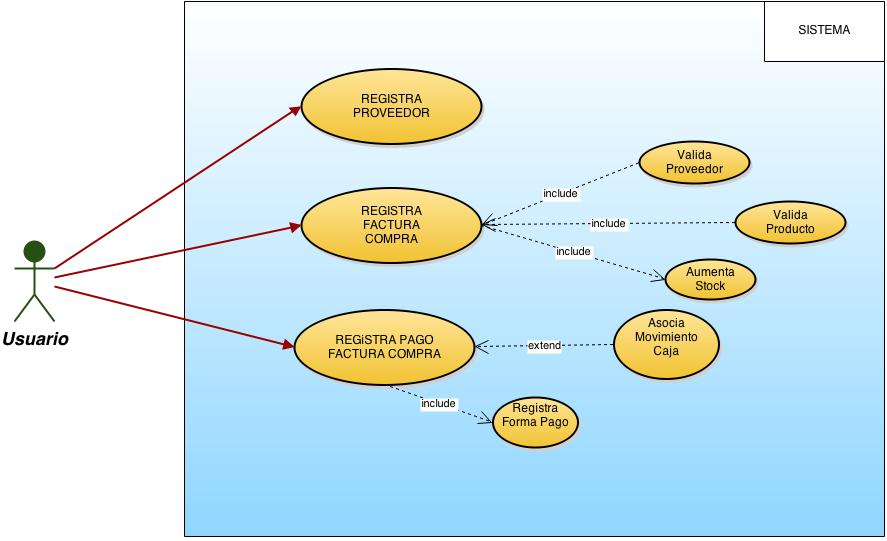 SISTEMA
REGISTRA
PROVEEDOR
Valida
Proveedor
include
REGISTRA
FACTURA
COMPRA
include
Valida
Producto
include
Aumenta
Stock
Usuario
REGiSTRA PAGO
FACTURA COMPRA
extend
Asocia
Movimiento
Caja
include
Registra
Forma Pago